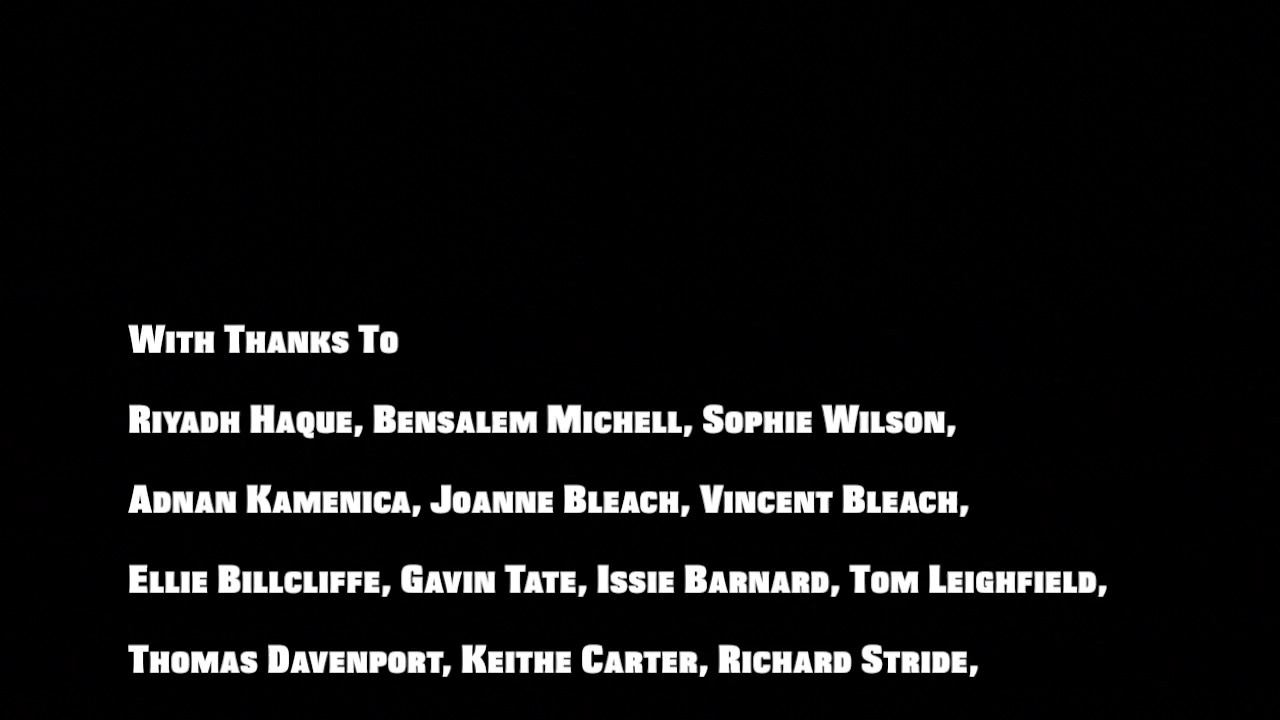 With Thanks To
Riyadh Haque, Bensalem Michell, Sophie Wilson,
Adnan Kamenica, Joanne Bleach, Vincent Bleach,
Ellie Billcliffe, Gavin Tate, Issie Barnard, Tom Leighfield,
Thomas Davenport, Keithe Carter, Richard Stride,